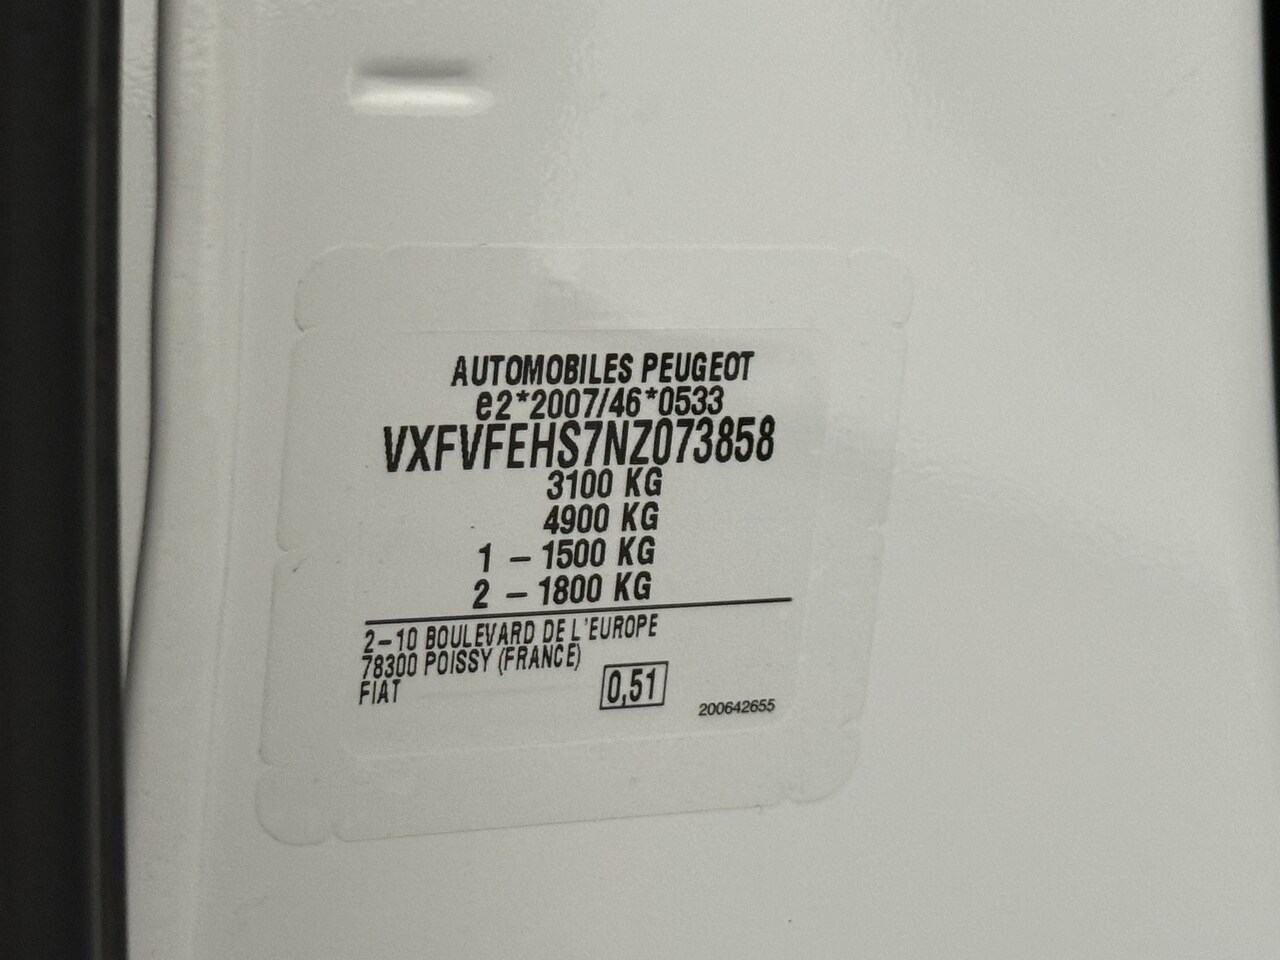 AUTOMOBILES PEUGEOT
e2*2007/46*0533
VXFVFEHS7NZ073858
3100 KG
4900 KG
1 – 1500 KG
2 – 1800 KG
2–10 BOULEVARD DE L'EUROPE
78300 POISSY (FRANCE)
FIAT
0,51
200642655